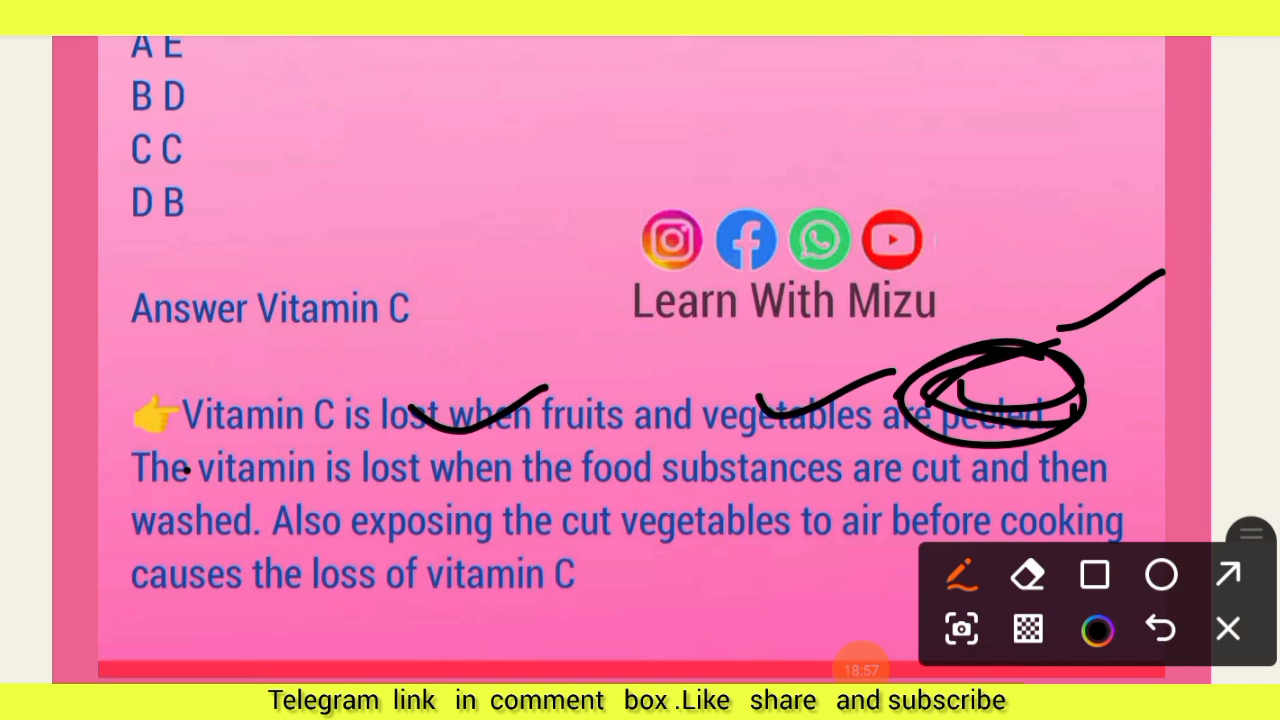 A E
B D
C C
D B
Learn With Mizu
Answer Vitamin C
👉Vitamin C is lost when fruits and vegetables are peeled.
The vitamin is lost when the food substances are cut and then
washed. Also exposing the cut vegetables to air before cooking
causes the loss of vitamin C
18:57
Telegram link in comment box .Like share and subscribe